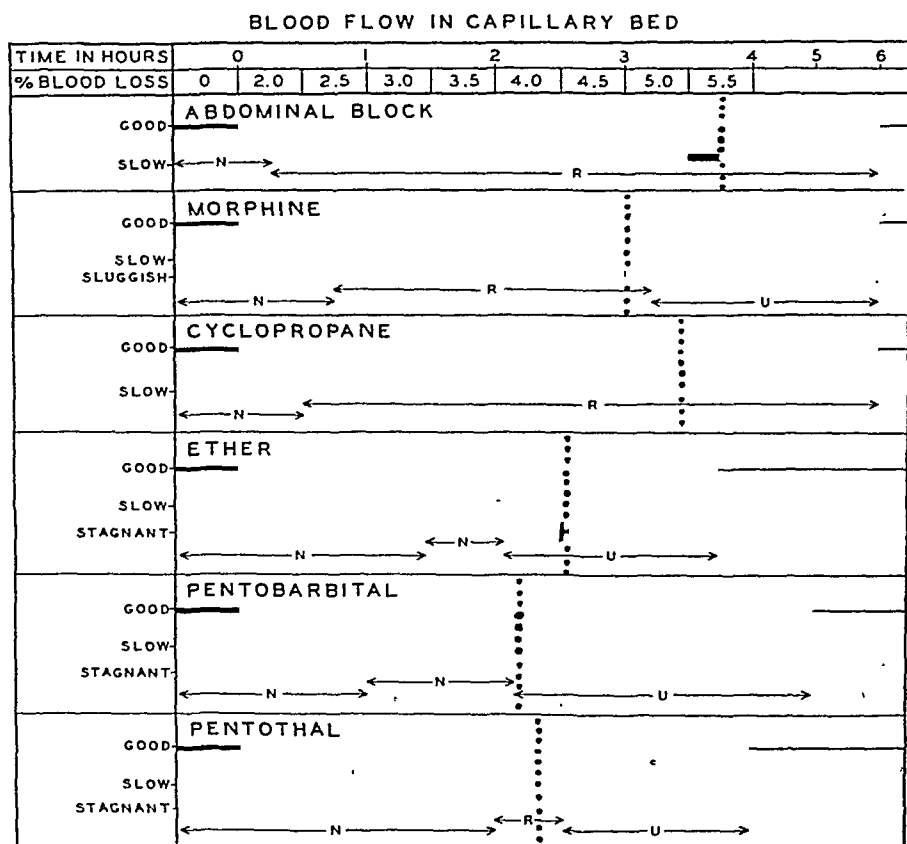 BLOOD FLOW IN CAPILLARY BED
TIME IN HOURS 0 1 2 3 4 5 6
% BLOOD LOSS 0 2.0 2.5 3.0 3.5 4.0 4.5 5.0 5.5
ABDOMINAL BLOCK
GOOD
SLOW N
R
MORPHINE
GOOD
SLOW
SLUGGISH
R
N U
CYCLOPROPANE
GOOD
SLOW
R
N
ETHER
GOOD
SLOW
STAGNANT
N
N U
PENTOBARBITAL
GOOD
SLOW
STAGNANT
N
N U
PENTOTHAL
GOOD
SLOW
STAGNANT
R
N U